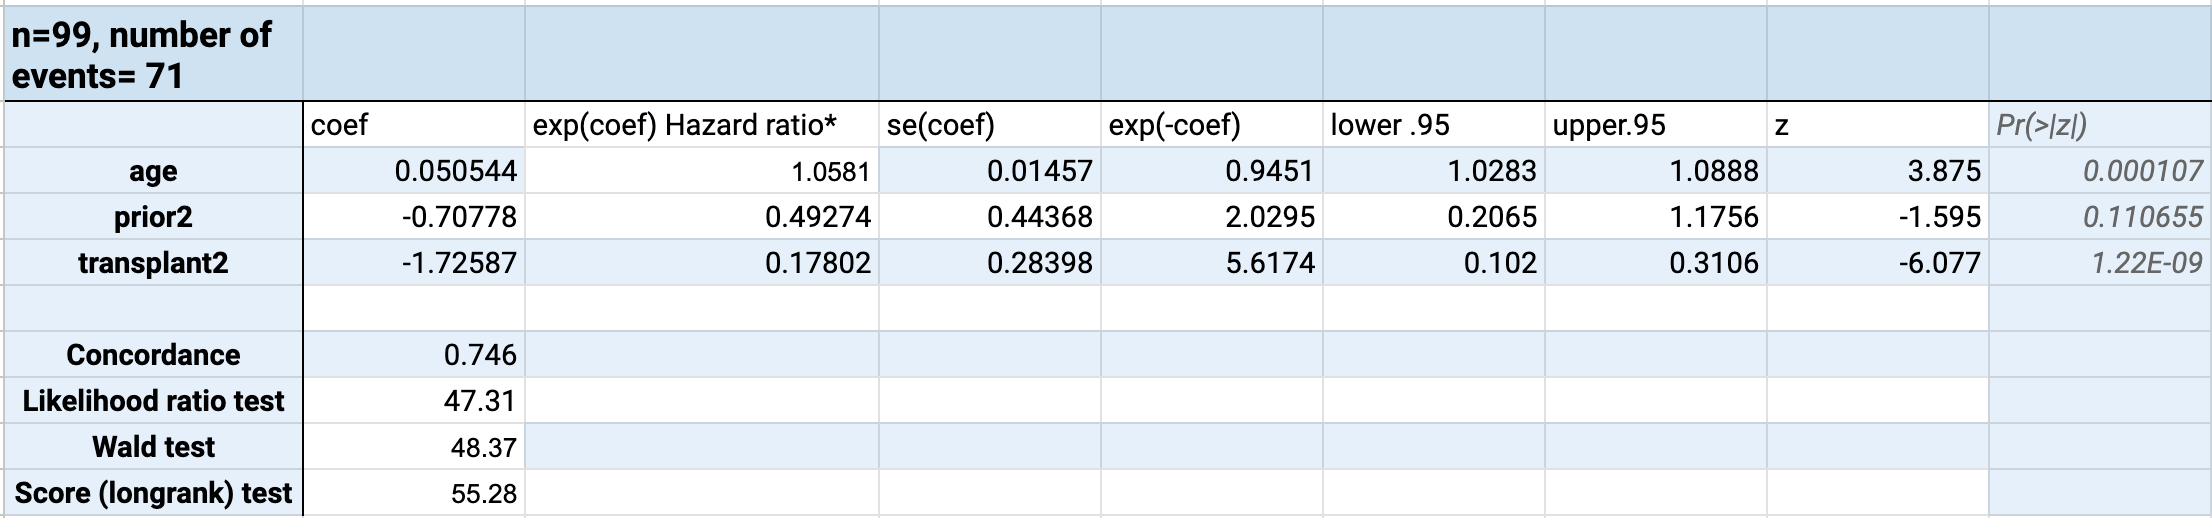 n=99, number of
events= 71
coef exp(coef) Hazard ratio* se(coef) exp(-coef) lower .95 upper.95 z Pr(>|z|)
age 0.050544 1.0581 0.01457 0.9451 1.0283 1.0888 3.875 0.000107
prior2 -0.70778 0.49274 0.44368 2.0295 0.2065 1.1756 -1.595 0.110655
transplant2 -1.72587 0.17802 0.28398 5.6174 0.102 0.3106 -6.077 1.22E-09
Concordance 0.746
Likelihood ratio test 47.31
Wald test 48.37
Score (longrank) test 55.28